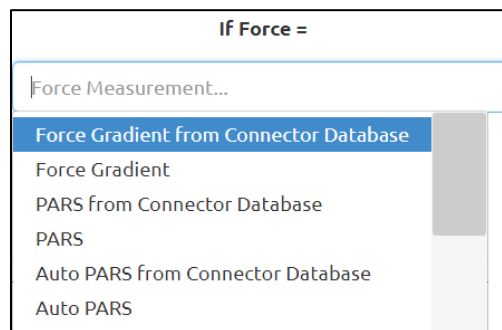 If Force =
Force Measurement...
Force Gradient from Connector Database
Force Gradient
PARS from Connector Database
PARS
Auto PARS from Connector Database
Auto PARS